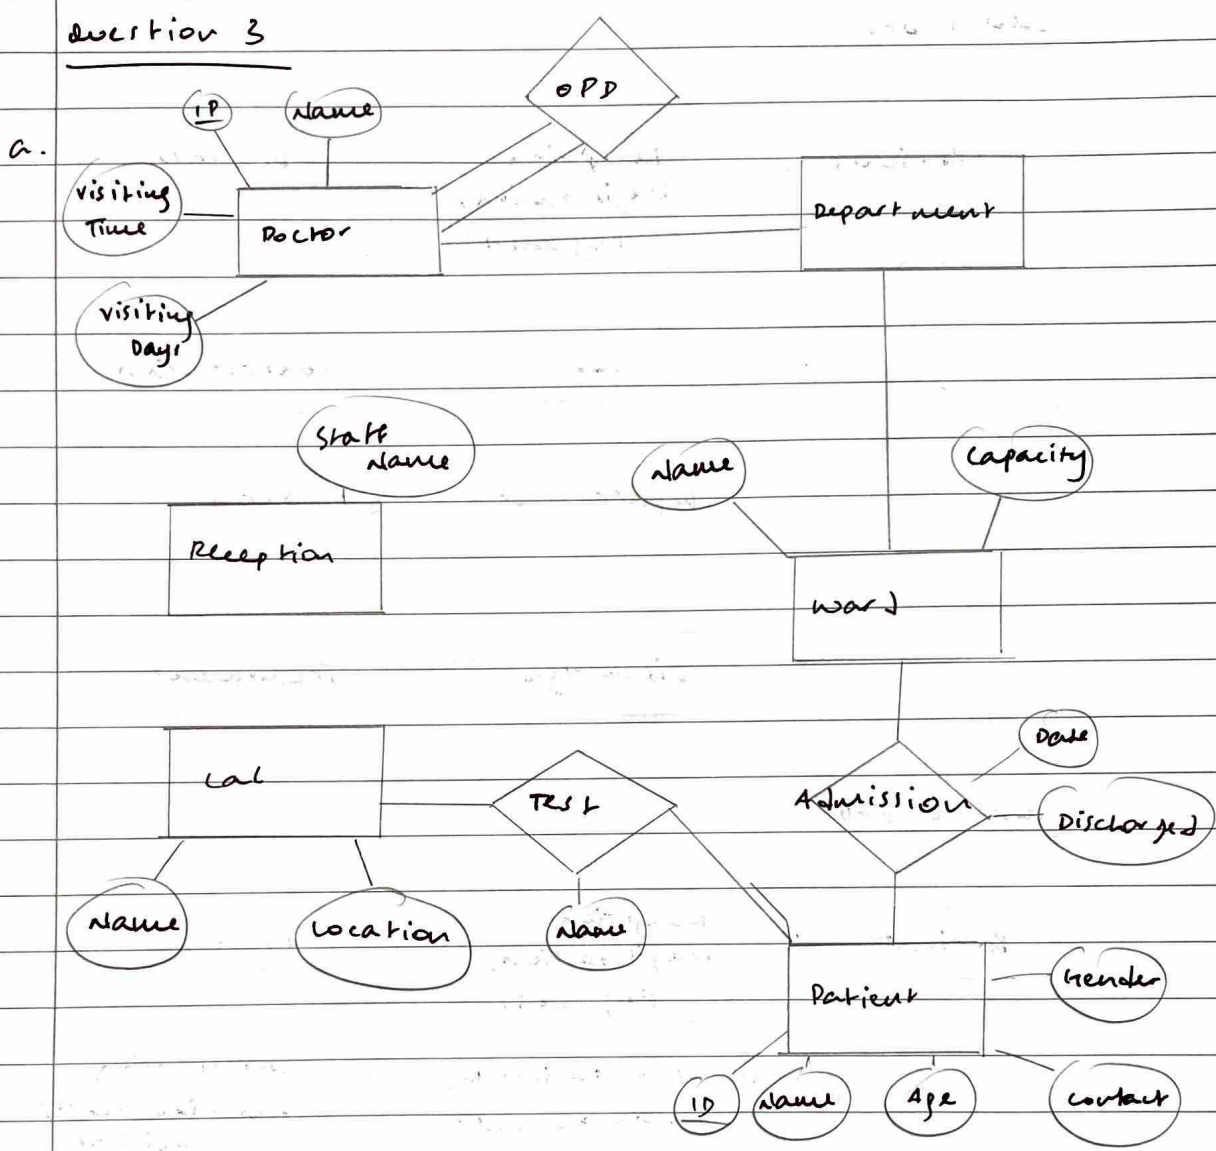 Question 3
a.
OPD
IP
Name
Visiting
Time
Doctor
Department
Visiting
Days
Staff
Name
Name
Capacity
Reception
Ward
Lab
Test
Admission
Date
Discharged
Name
Location
Name
Patient
Gender
ID
Name
Age
Contact